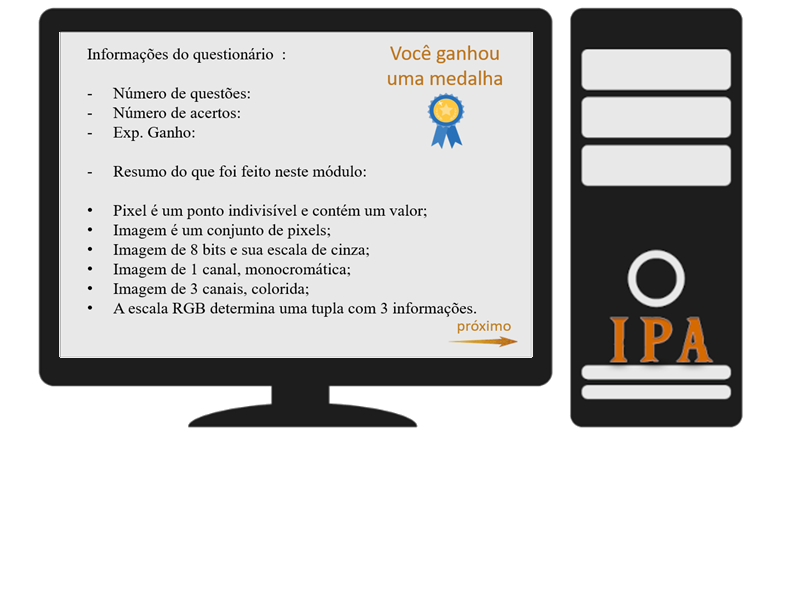 Informações do questionário :
Você ganhou
uma medalha
- Número de questões:
- Número de acertos:
- Exp. Ganho:
- Resumo do que foi feito neste módulo:
• Pixel é um ponto indivisível e contém um valor;
• Imagem é um conjunto de pixels;
• Imagem de 8 bits e sua escala de cinza;
• Imagem de 1 canal, monocromática;
• Imagem de 3 canais, colorida;
• A escala RGB determina uma tupla com 3 informações.
próximo
IPA